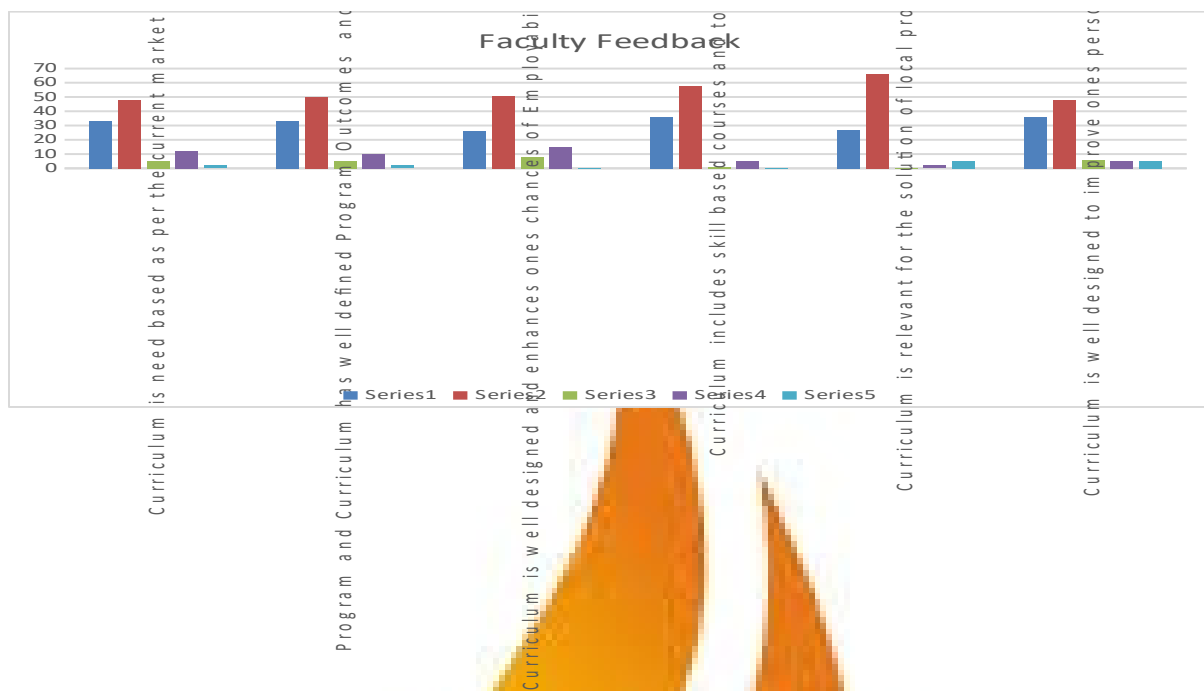 Faculty Feedback
70
60
50
40
30
20
10
0
Curriculum is need based as per the current market
Program and Curriculum has well defined Program Outcomes and
Curriculum is well designed and enhances ones chances of Employabi
Curriculum includes skill based courses and to
Curriculum is relevant for the solution of local pro
Curriculum is well designed to improve ones perso
Series1 Series2 Series3 Series4 Series5